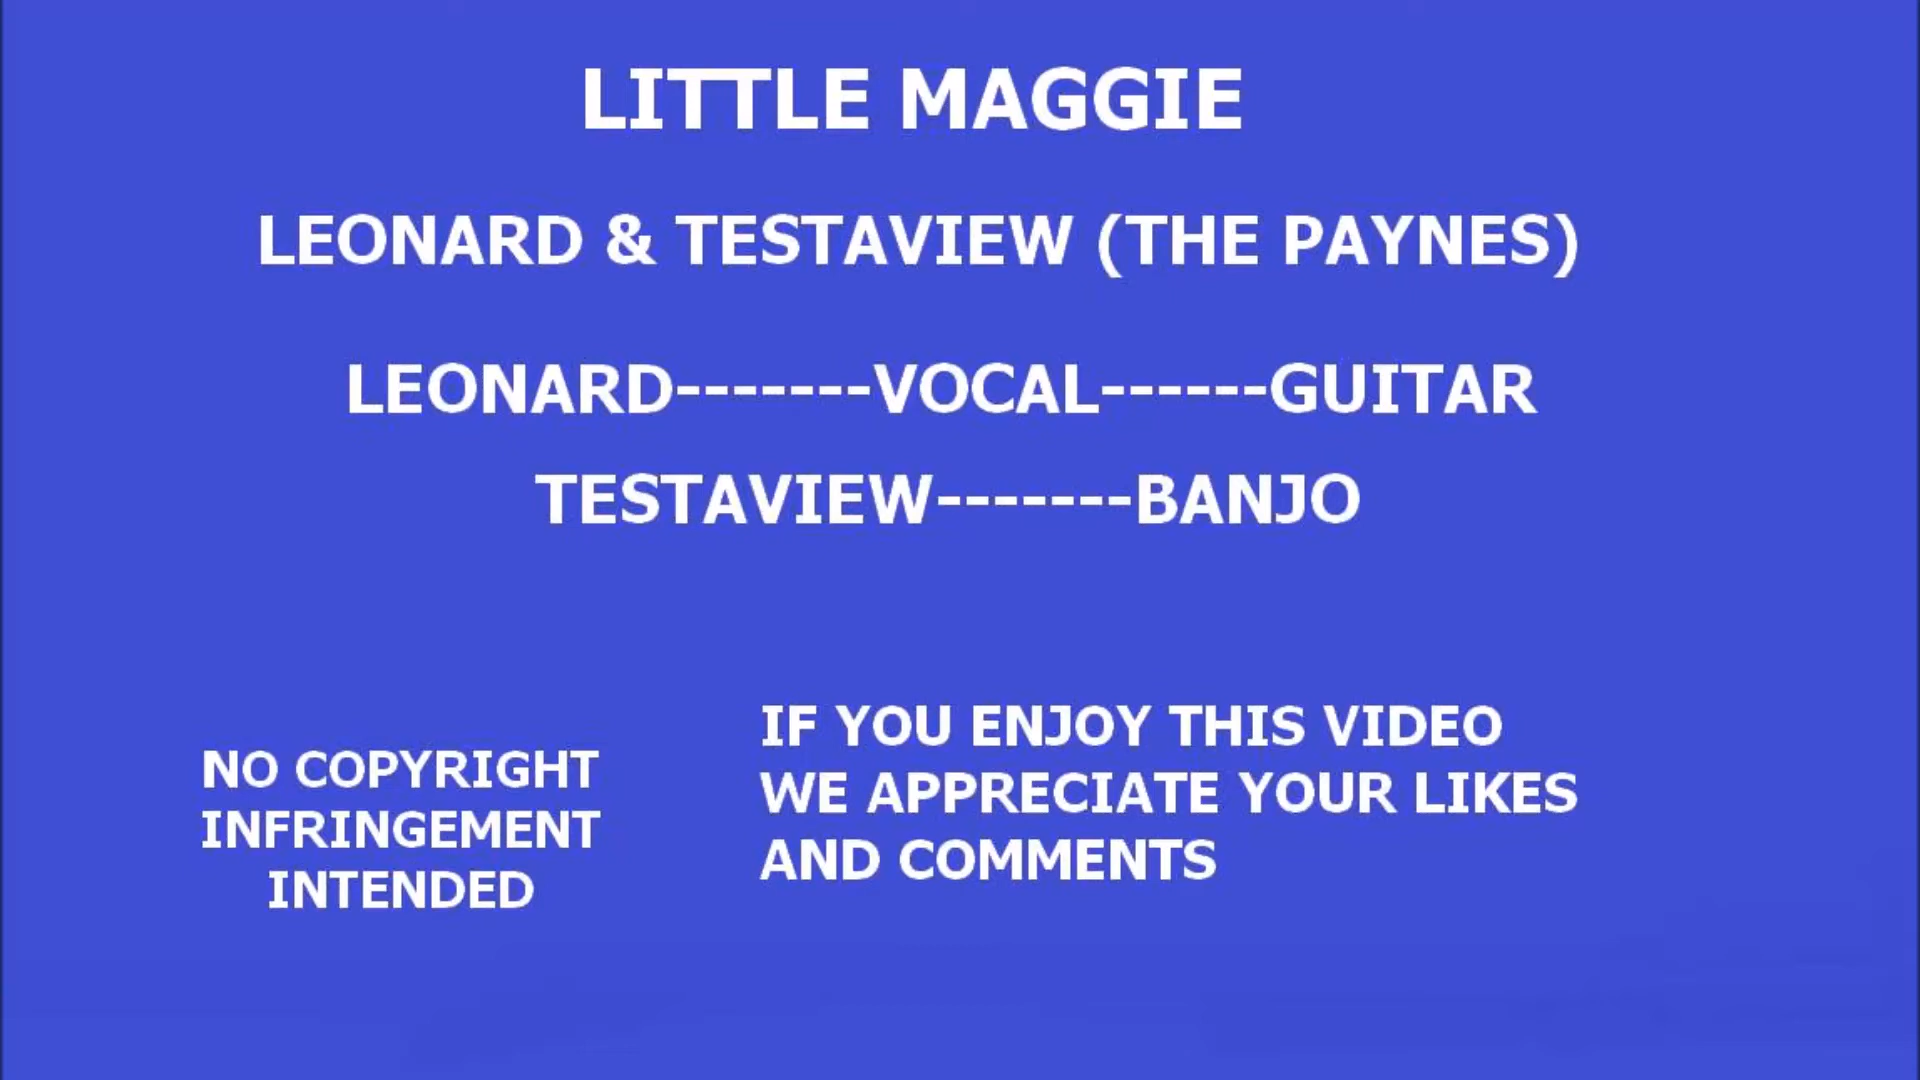 LITTLE MAGGIE
LEONARD & TESTAVIEW (THE PAYNES)
LEONARD-------VOCAL------GUITAR
TESTAVIEW-------BANJO
NO COPYRIGHT
INFRINGEMENT
INTENDED
IF YOU ENJOY THIS VIDEO
WE APPRECIATE YOUR LIKES
AND COMMENTS